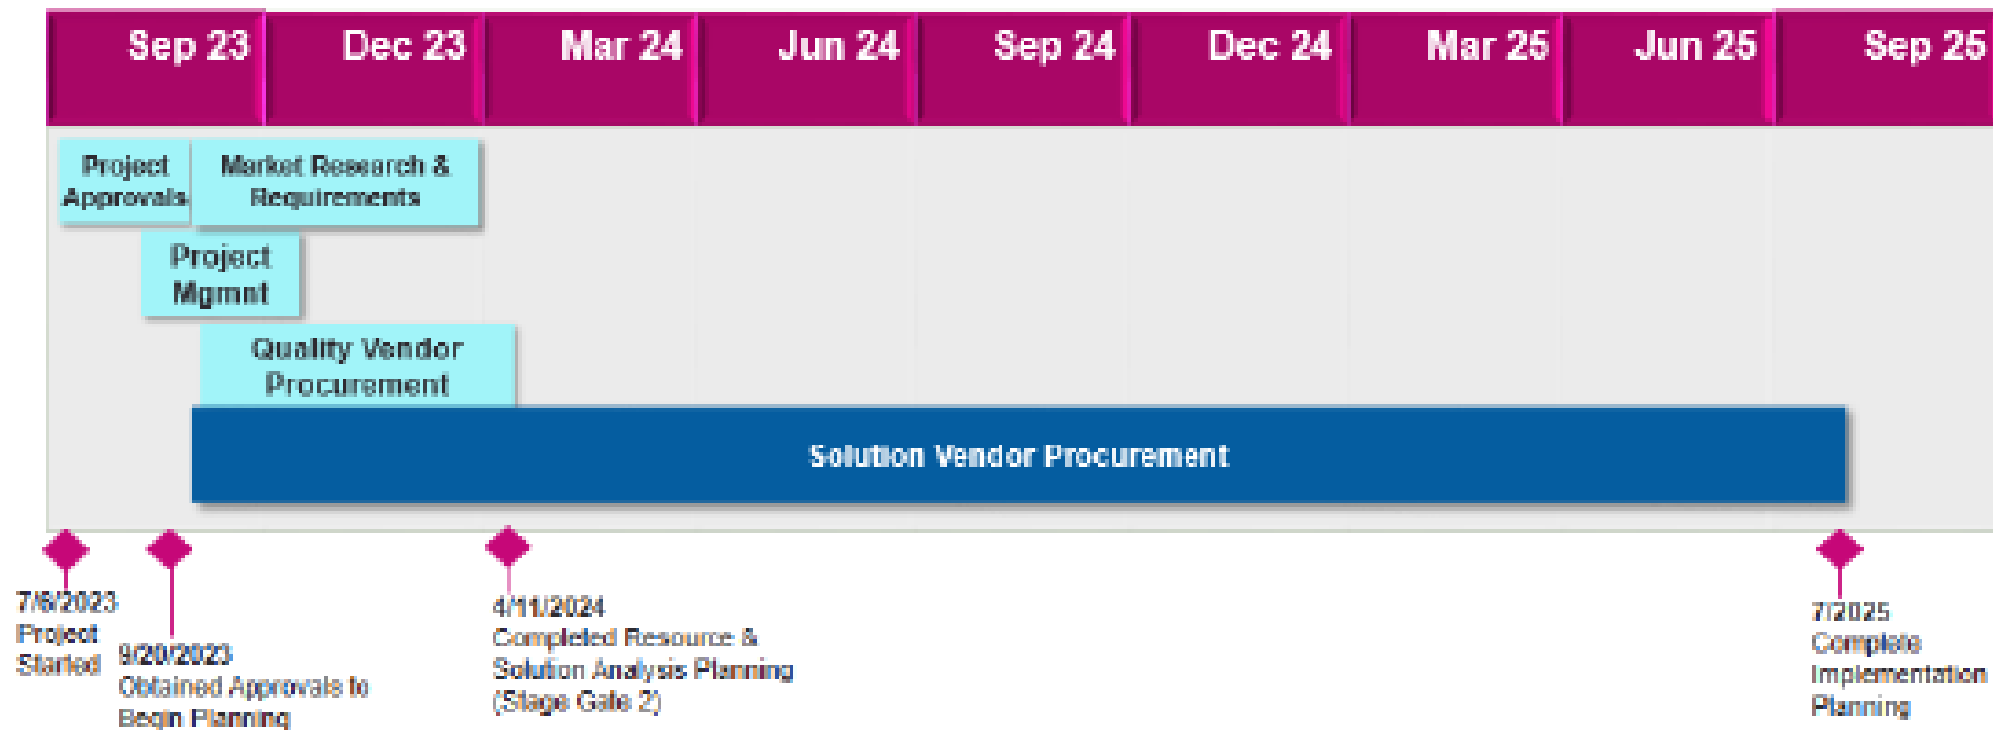 Sep 23
Dec 23
Mar 24
Jun 24
Sep 24
Dec 24
Mar 25
Jun 25
Sep 25
Project
Approvals
Market Research &
Requirements
Project
Mgmnt
Quality Vendor
Procurement
Solution Vendor Procurement
Project
Started
9/20/2023
Obtained Approvals to
Begin Planning
4/11/2024
Completed Resource &
Solution Analysis Planning
(Stage Gate 2)
7/2025
Complete
Implementation
Planning